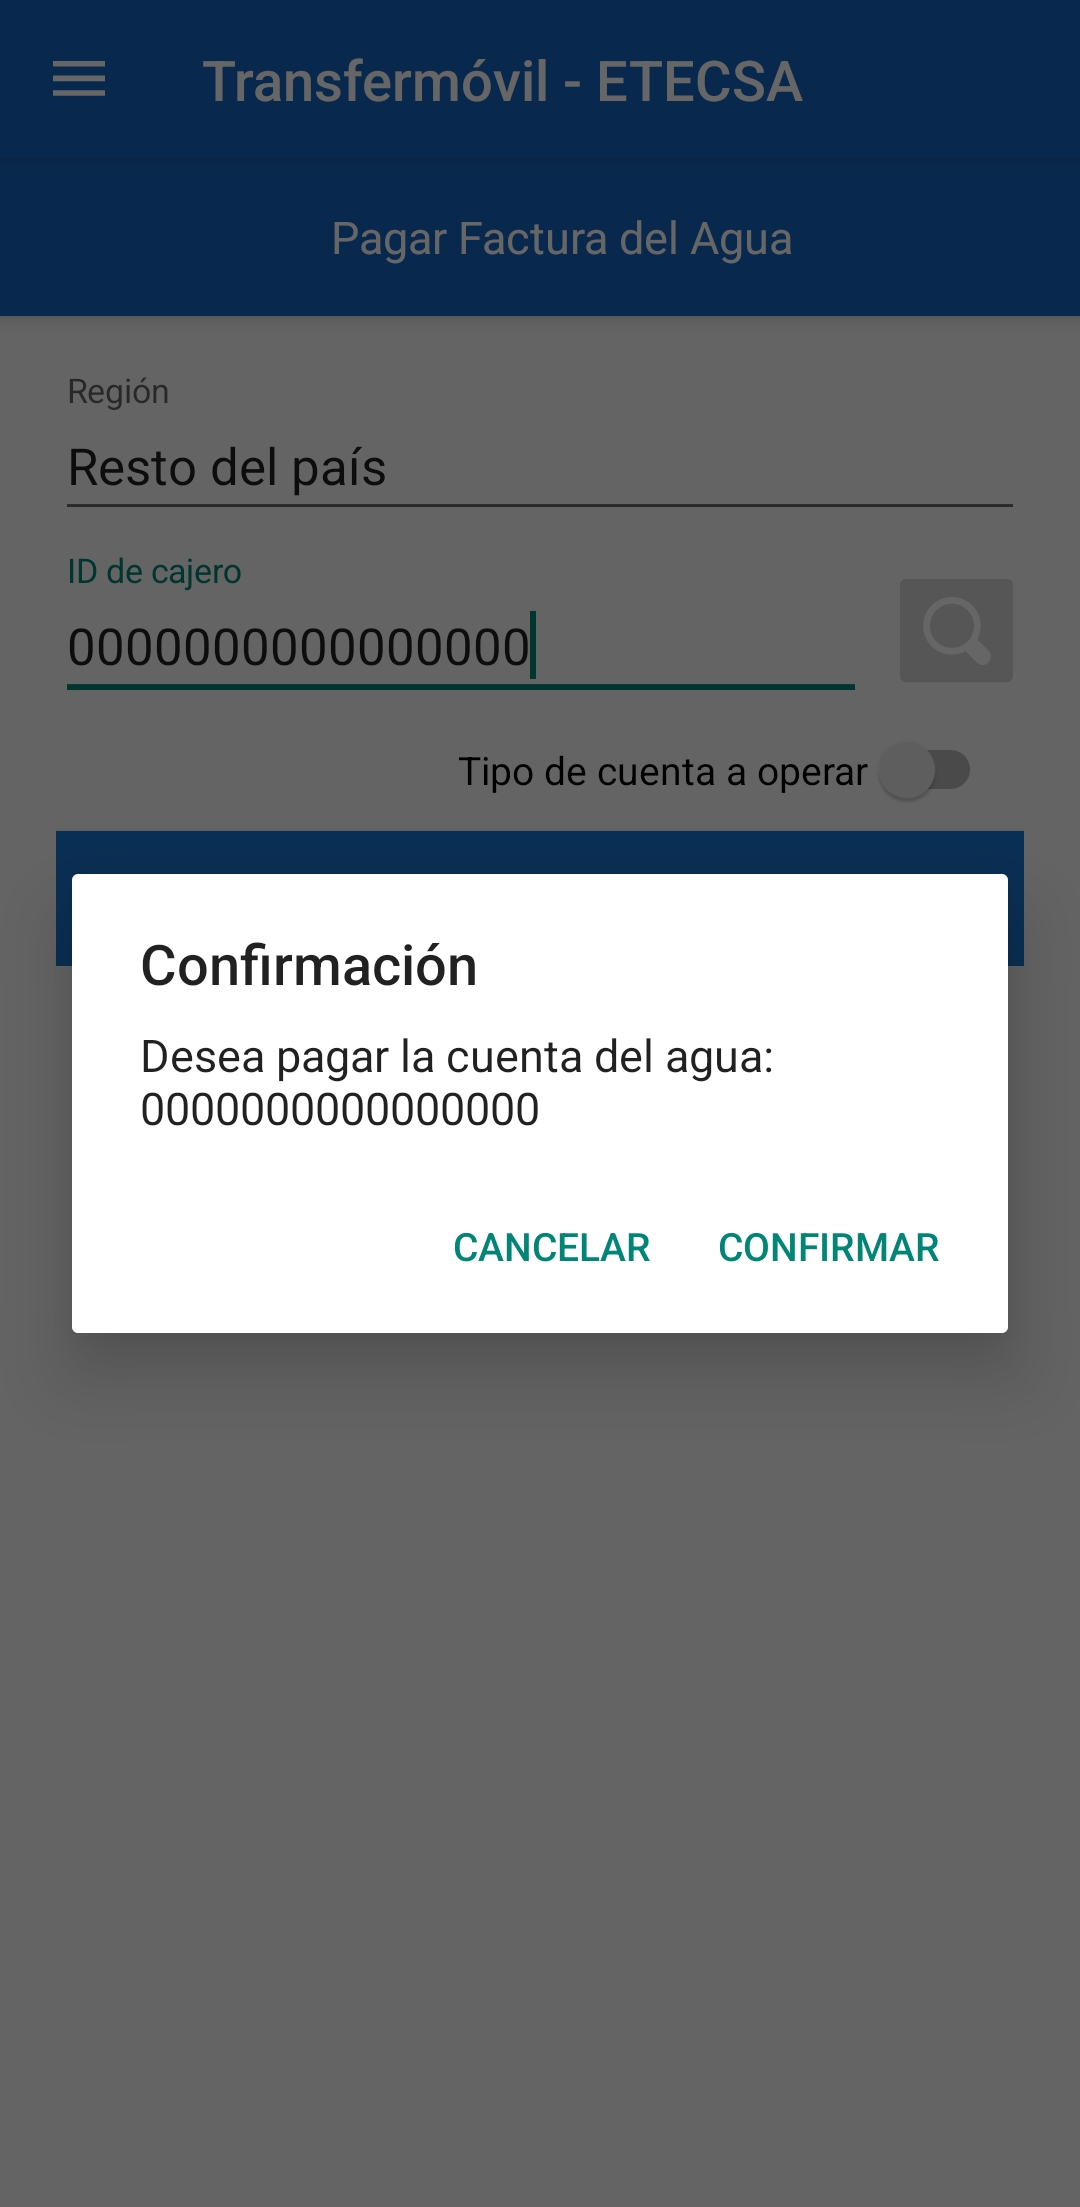 Transfermóvil - ETECSA
Pagar Factura del Agua
Región
Resto del país
ID de cajero
0000000000000000
Tipo de cuenta a operar
Confirmación
Desea pagar la cuenta del agua:
0000000000000000
CANCELAR CONFIRMAR